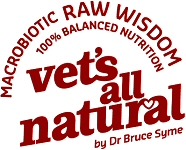 MACROBIOTIC RAW WISDOM
100% BALANCED NUTRITION
vet's
all
natural
by Dr Bruce Syme